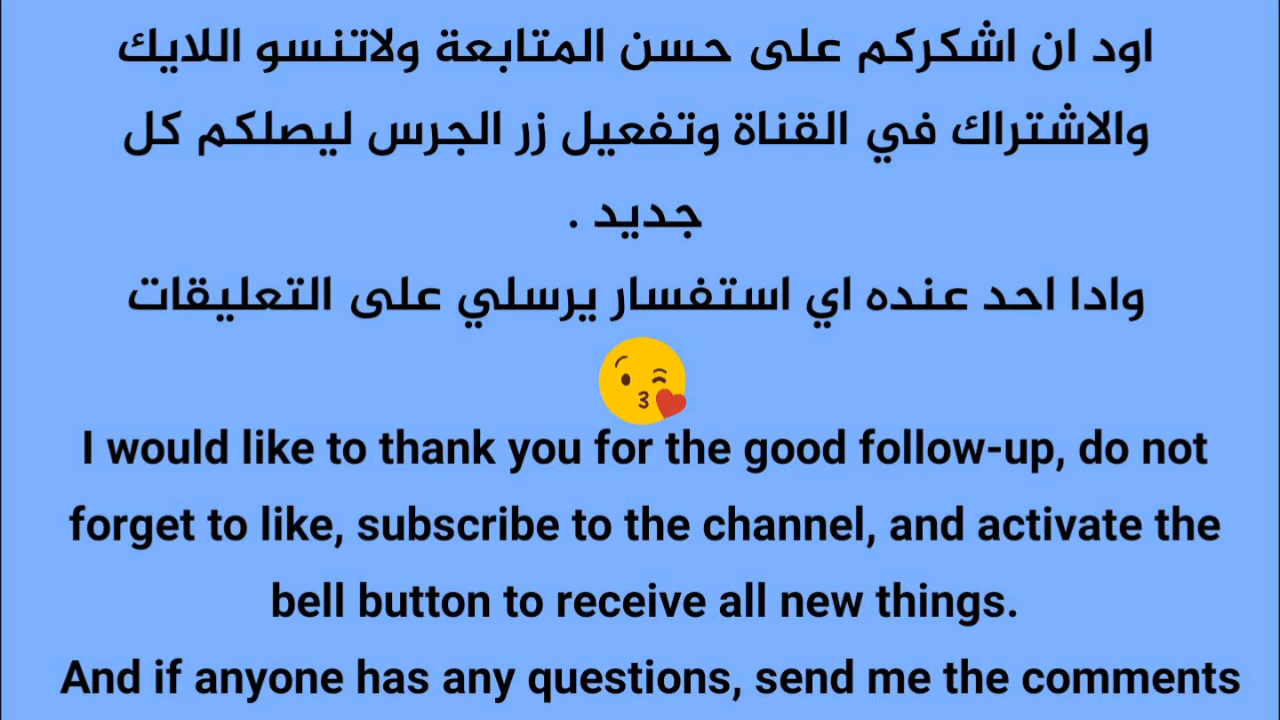 اود ان اشكركم على حسن المتابعة ولاتنسو اللايك
والاشتراك في القناة وتفعيل زر الجرس ليصلكم كل
جديد .
وادا احد عنده اي استفسار يرسلي على التعليقات
😘
I would like to thank you for the good follow-up, do not
forget to like, subscribe to the channel, and activate the
bell button to receive all new things.
And if anyone has any questions, send me the comments